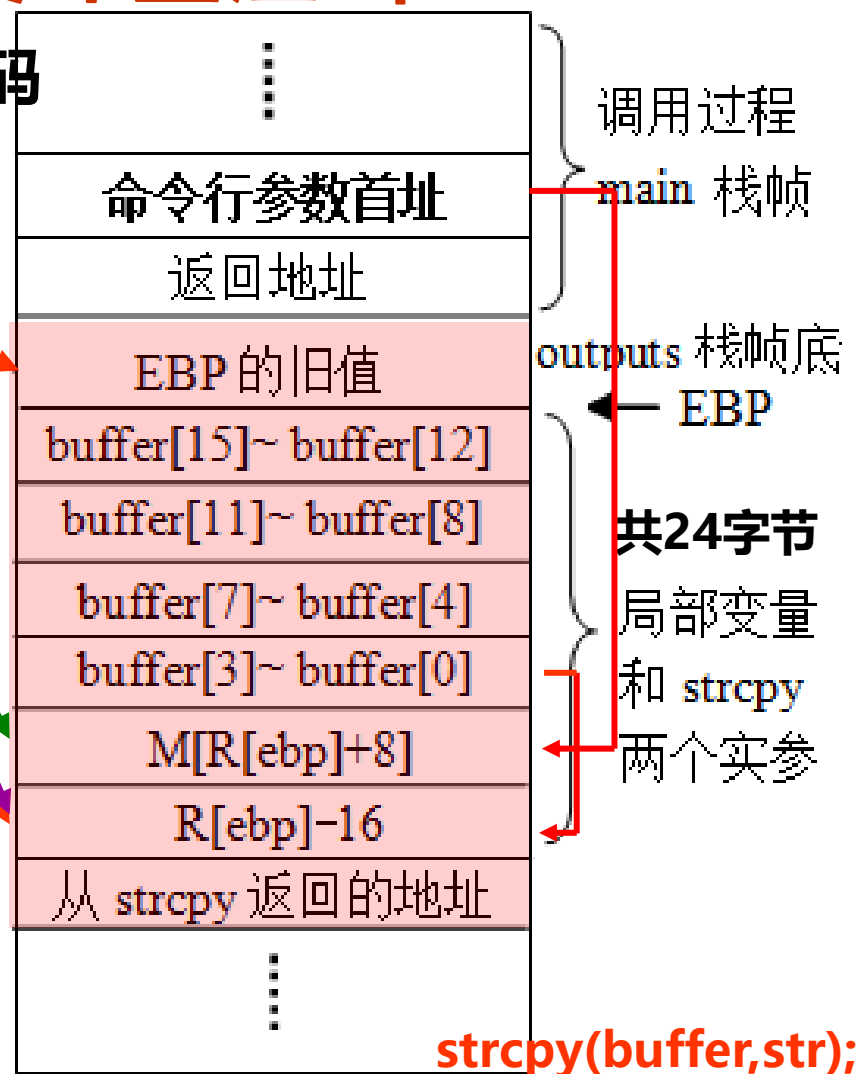 码
命令行参数首址
返回地址
EBP 的旧值
buffer[15]~ buffer[12]
buffer[11]~ buffer[8]
buffer[7]~ buffer[4]
buffer[3]~ buffer[0]
M[R[ebp]+8]
R[ebp]-16
从 strcpy 返回的地址
调用过程
main 栈帧
outputs 栈帧底
EBP
共24字节
局部变量
和 strcpy
两个实参
strcpy(buffer,str);